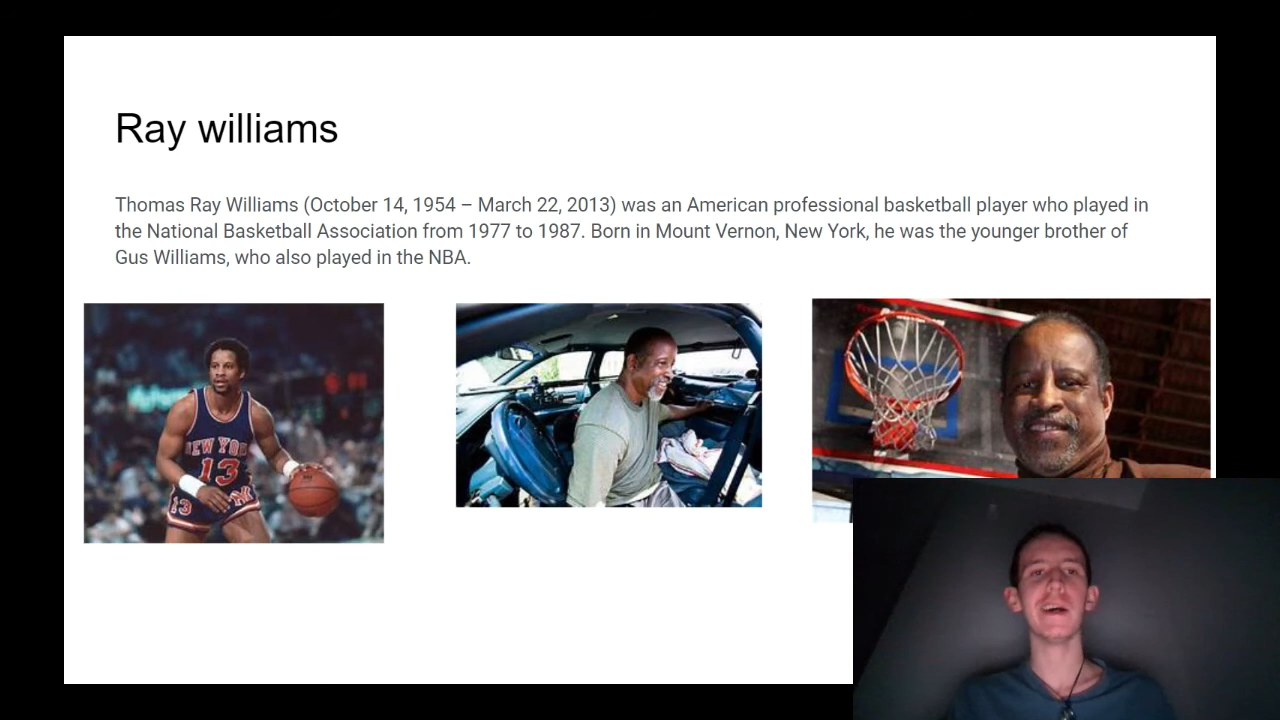 Ray williams
Thomas Ray Williams (October 14, 1954 – March 22, 2013) was an American professional basketball player who played in
the National Basketball Association from 1977 to 1987. Born in Mount Vernon, New York, he was the younger brother of
Gus Williams, who also played in the NBA.
NEW YORK
13
13